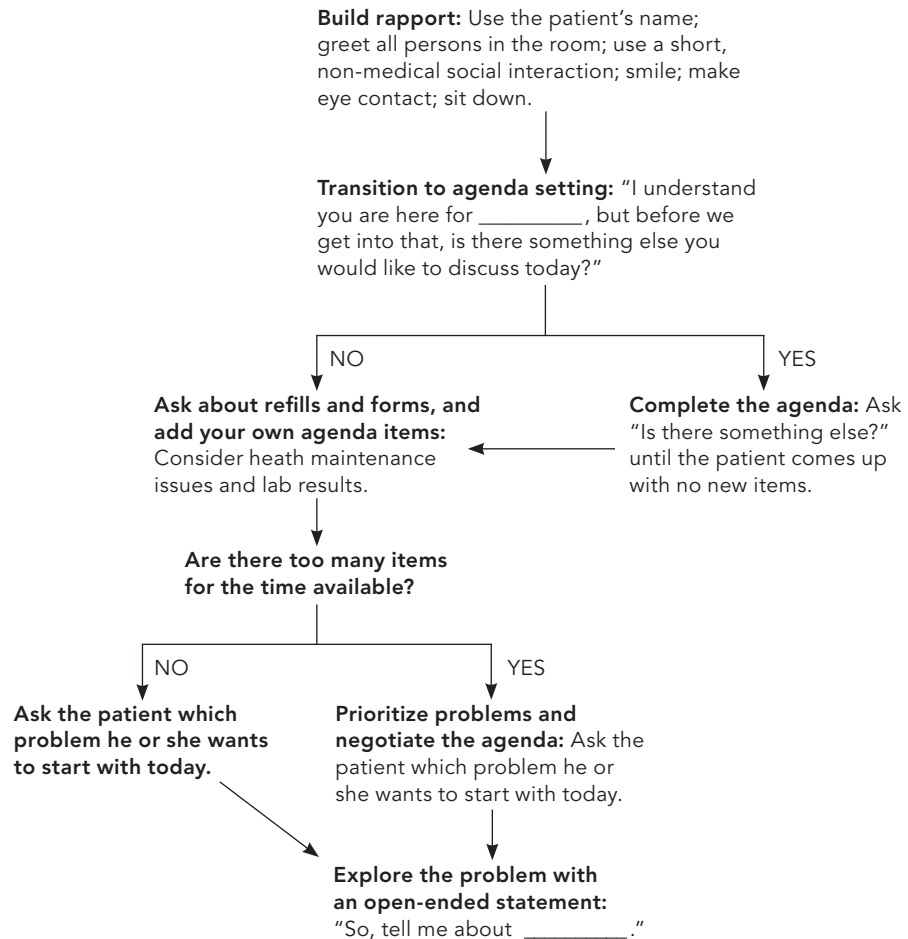 Build rapport: Use the patient’s name;
greet all persons in the room; use a short,
non-medical social interaction; smile; make
eye contact; sit down.
Transition to agenda setting: “I understand
you are here for __________, but before we
get into that, is there something else you
would like to discuss today?”
NO
YES
Ask about refills and forms, and
add your own agenda items:
Consider heath maintenance
issues and lab results.
Complete the agenda: Ask
“Is there something else?”
until the patient comes up
with no new items.
Are there too many items
for the time available?
NO
YES
Ask the patient which
problem he or she wants
to start with today.
Prioritize problems and
negotiate the agenda: Ask the
patient which problem he or
she wants to start with today.
Explore the problem with
an open-ended statement:
“So, tell me about __________.”